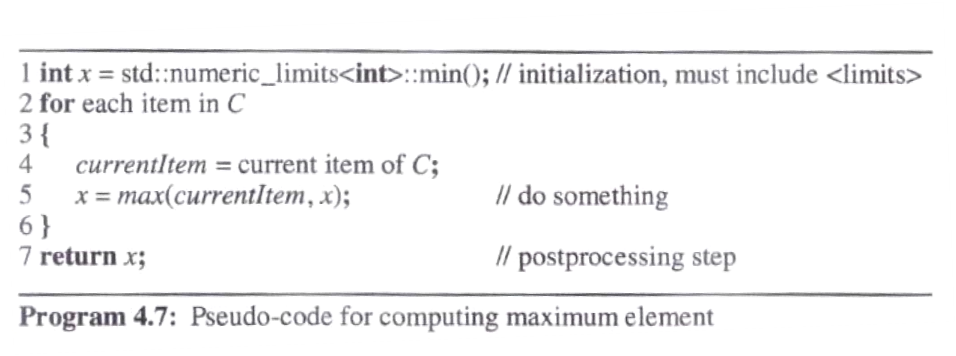 1 int x = std::numeric_limits<int>::min(); // initialization, must include <limits>
2 for each item in C
3 {
4 currentItem = current item of C;
5 x = max(currentItem, x); // do something
6 }
7 return x; // postprocessing step
Program 4.7: Pseudo-code for computing maximum element